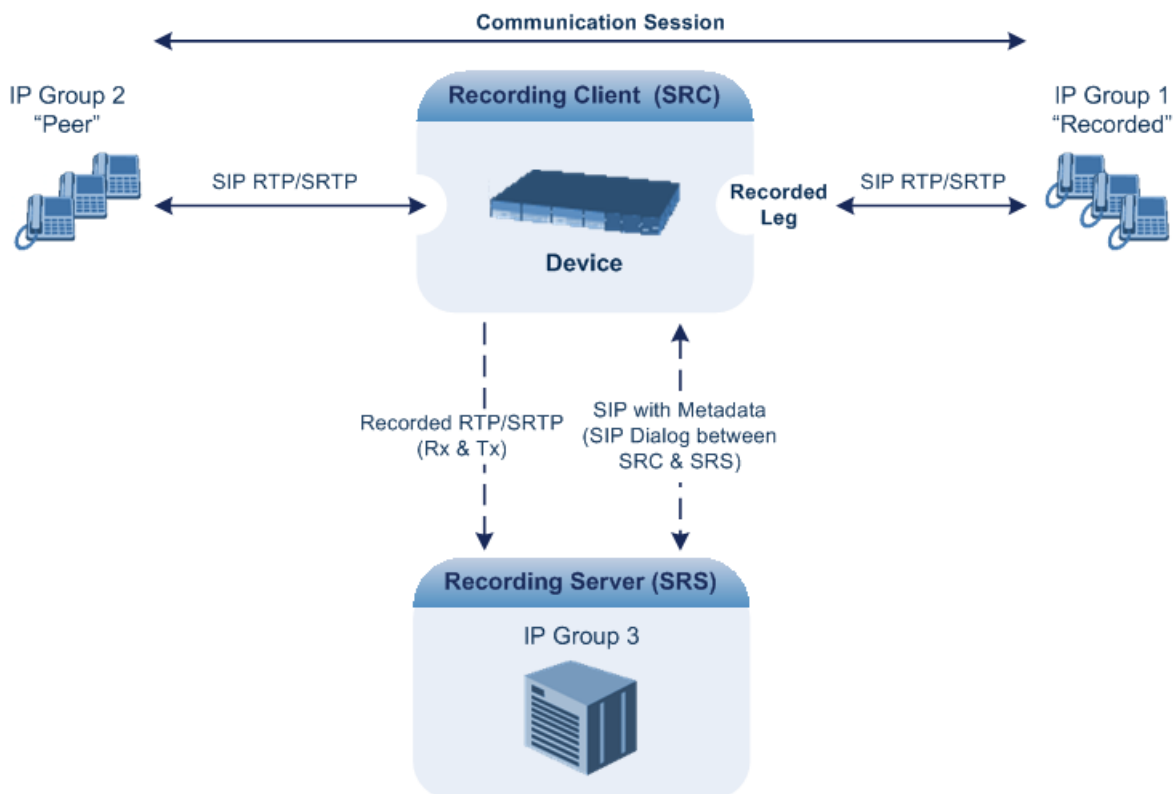 Communication Session
IP Group 2
"Peer"
Recording Client (SRC)
IP Group 1
"Recorded"
SIP RTP/SRTP
Recorded
Leg
SIP RTP/SRTP
Device
Recorded RTP/SRTP
(Rx & Tx)
SIP with Metadata
(SIP Dialog between
SRC & SRS)
Recording Server (SRS)
IP Group 3